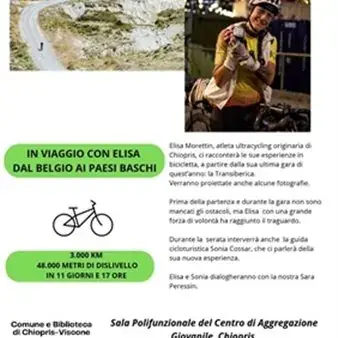 IN VIAGGIO CON ELISA
DAL BELGIO AI PAESI BASCHI
3.000 KM
48.000 METRI DI DISLIVELLO
IN 11 GIORNI E 17 ORE
Elisa Morettin, atleta ultracycling originaria di
Chiopris, ci racconterà le sue esperienze in
bicicletta, a partire dalla sua ultima gara di
quest'anno: la Transiberica.
Verranno proiettate anche alcune fotografie.
Prima della partenza e durante la gara non sono
mancati gli ostacoli, ma Elisa con una grande
forza di volontà ha raggiunto il traguardo.
Durante la serata interverrà anche la guida
cicloturistica Sonia Cossar, che ci parlerà della
sua nuova esperienza.
Elisa e Sonia dialogheranno con la nostra Sara
Peressin.
Comune e Biblioteca
di Chiopris-Viscone
Sala Polifunzionale del Centro di Aggregazione
Giovanile, Chiopris